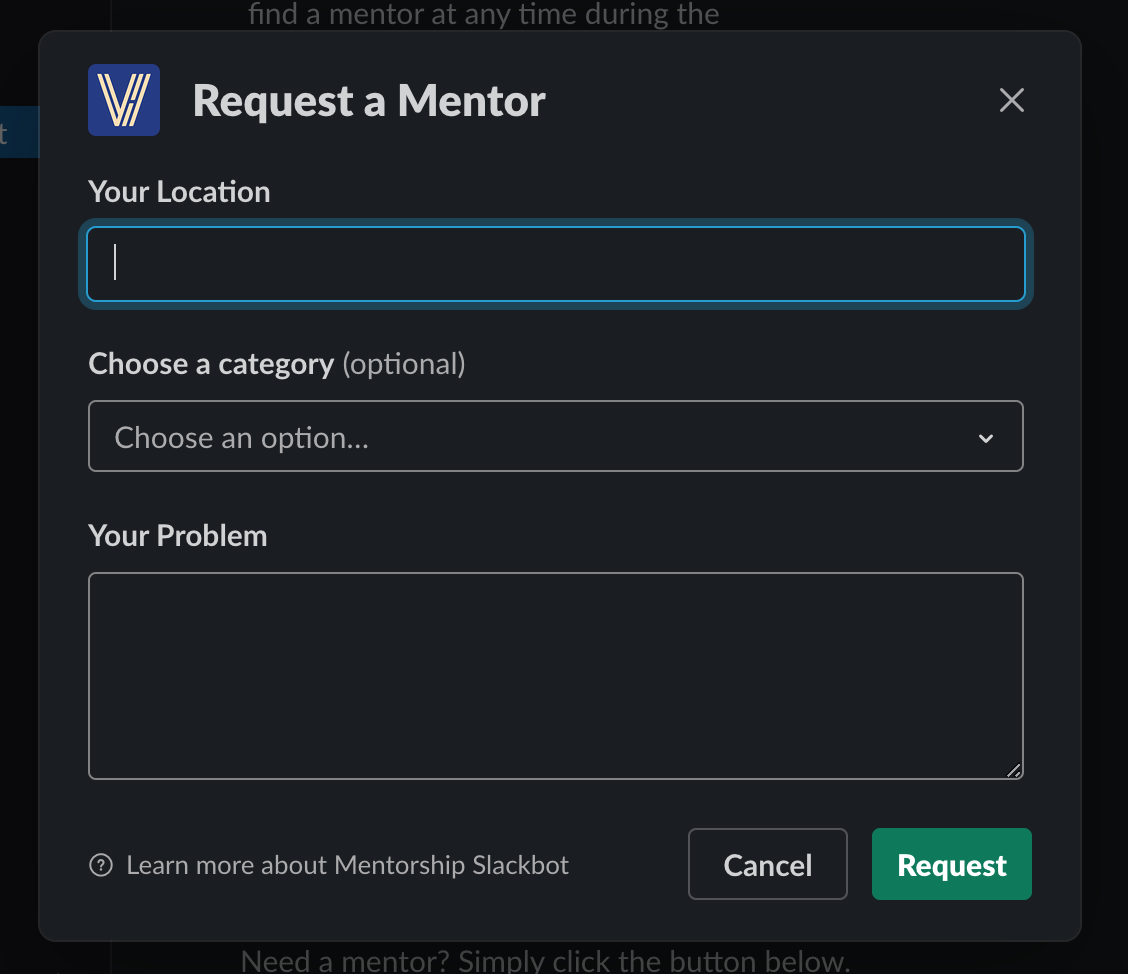 find a mentor at any time during the
Request a Mentor
t
Your Location
Choose a category (optional)
Choose an option...
Your Problem
Learn more about Mentorship Slackbot
Cancel
Request
Need a mentor? Simply click the button below.